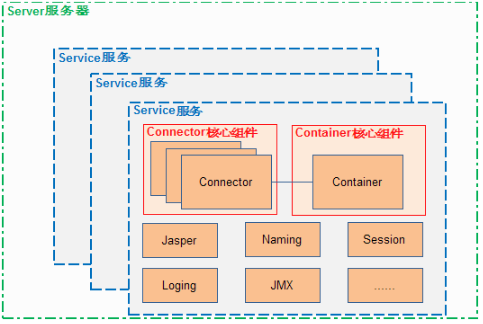 Server服务器
Service服务
Service服务
Service服务
Connector核心组件
Container核心组件
Connector
Container
Jasper
Naming
Session
Loging
JMX
......